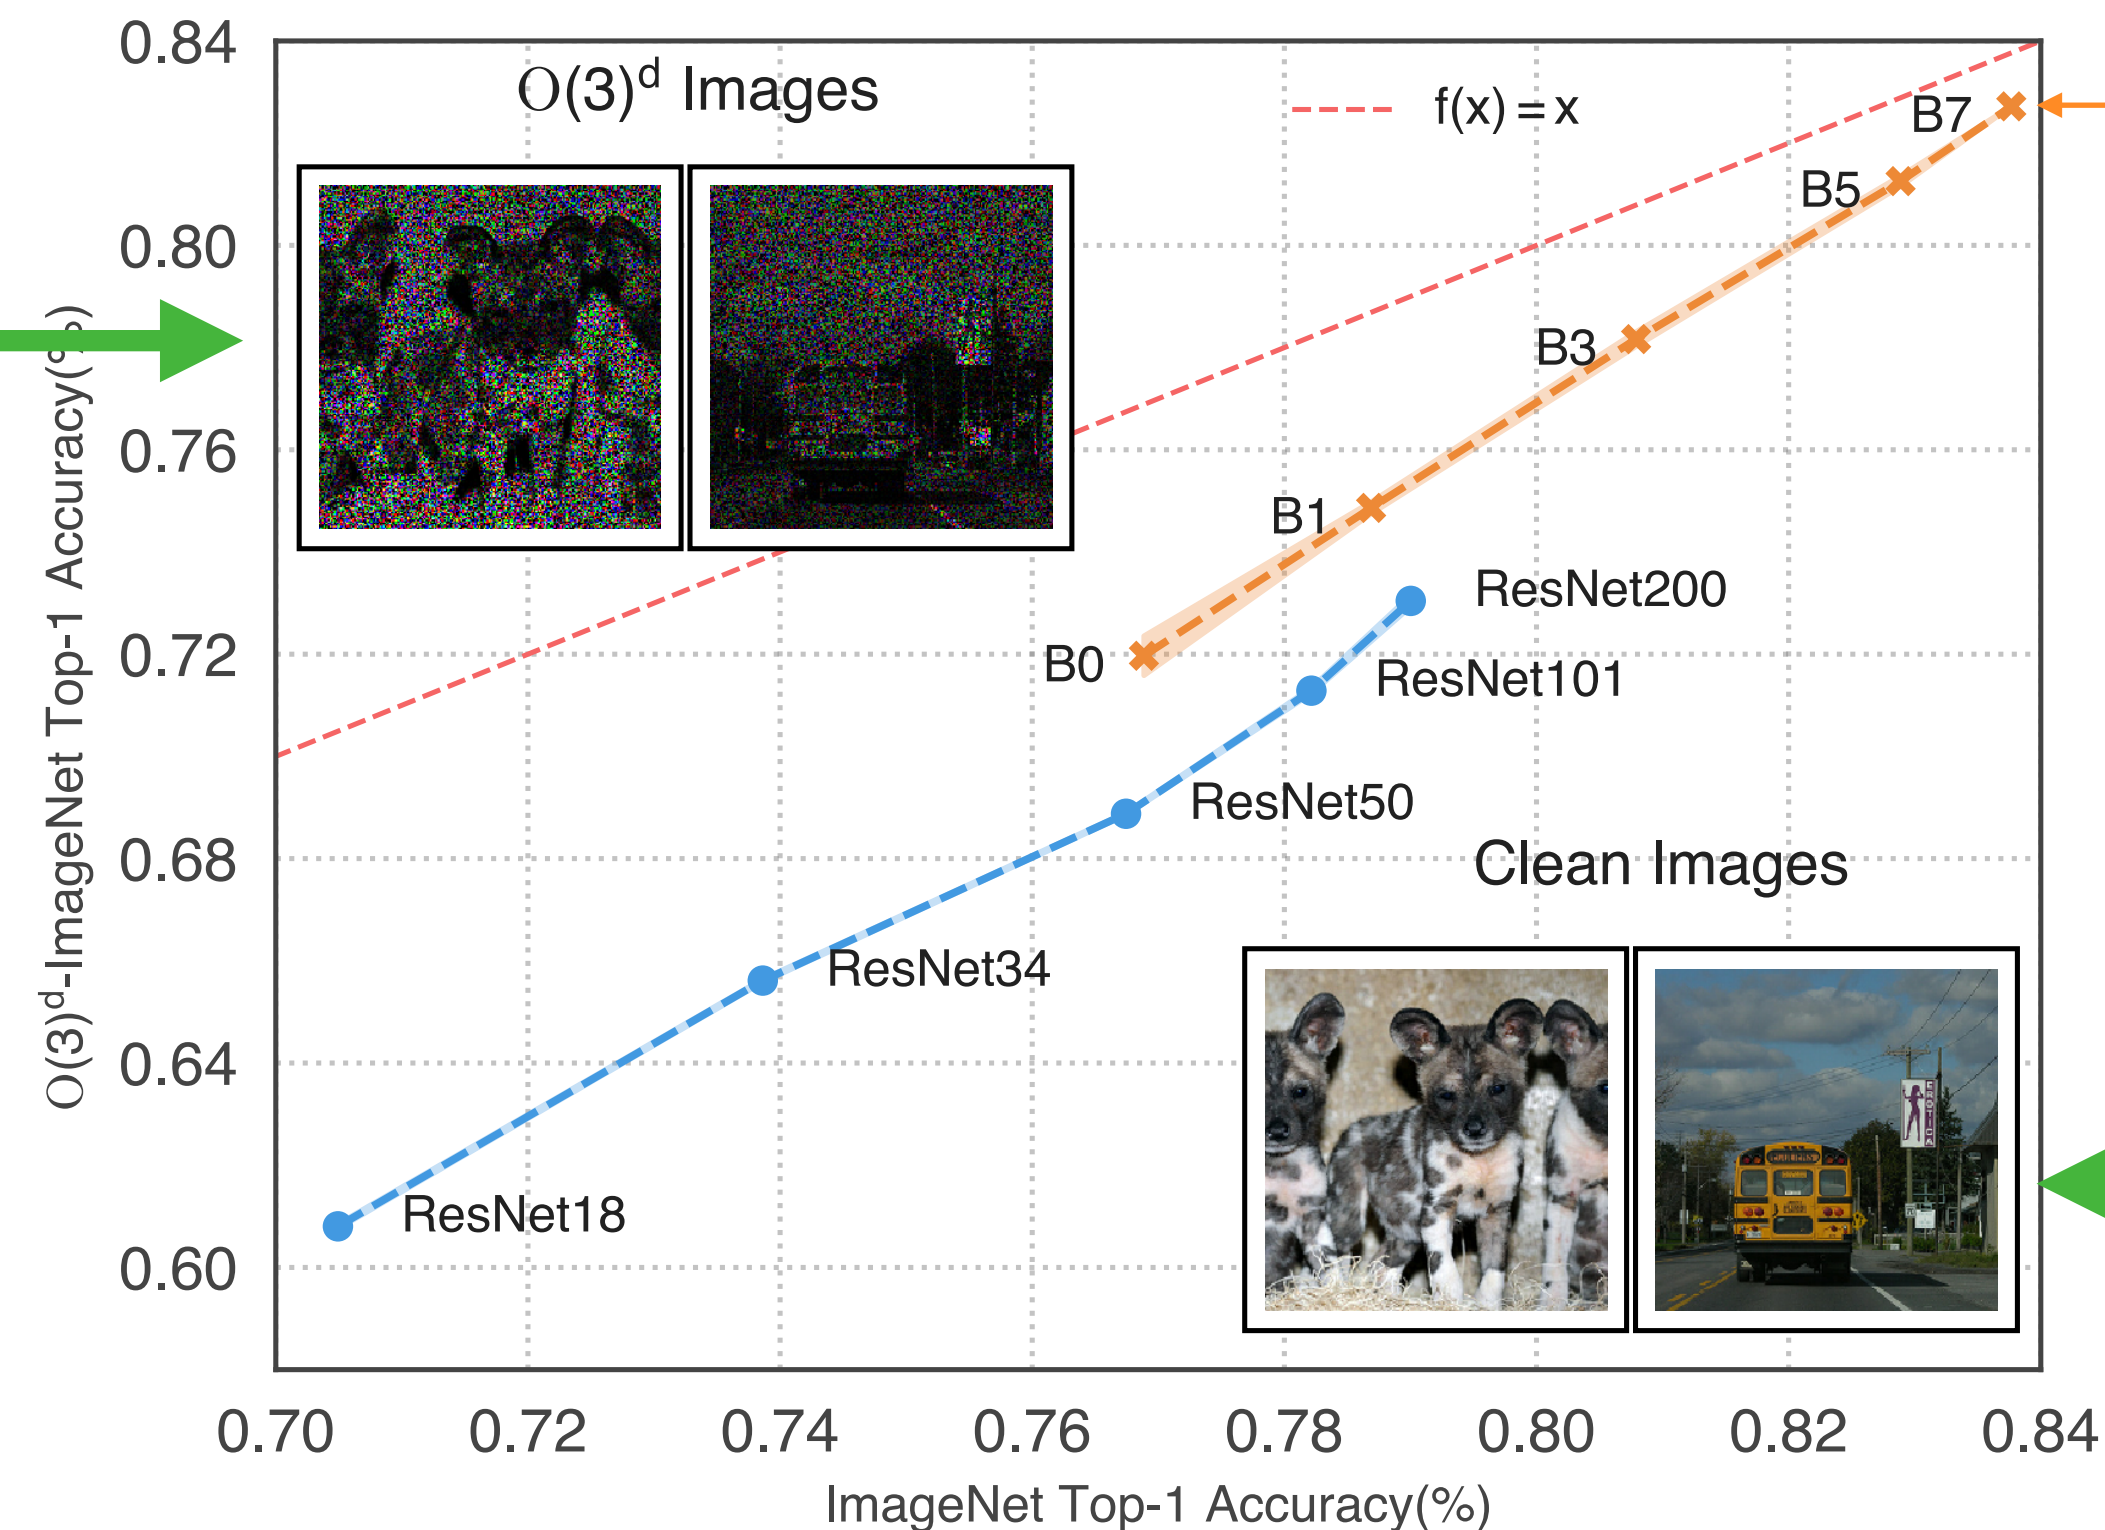 O(3)ᵈ Images
f(x) = x
B7
B5
B3
B1
B0
ResNet200
ResNet101
ResNet50
ResNet34
ResNet18
Clean Images
EROTICA
0.84
0.80
0.76
0.72
0.68
0.64
0.60
O(3)ᵈ-ImageNet Top-1 Accuracy(%)
0.70 0.72 0.74 0.76 0.78 0.80 0.82 0.84
ImageNet Top-1 Accuracy(%)